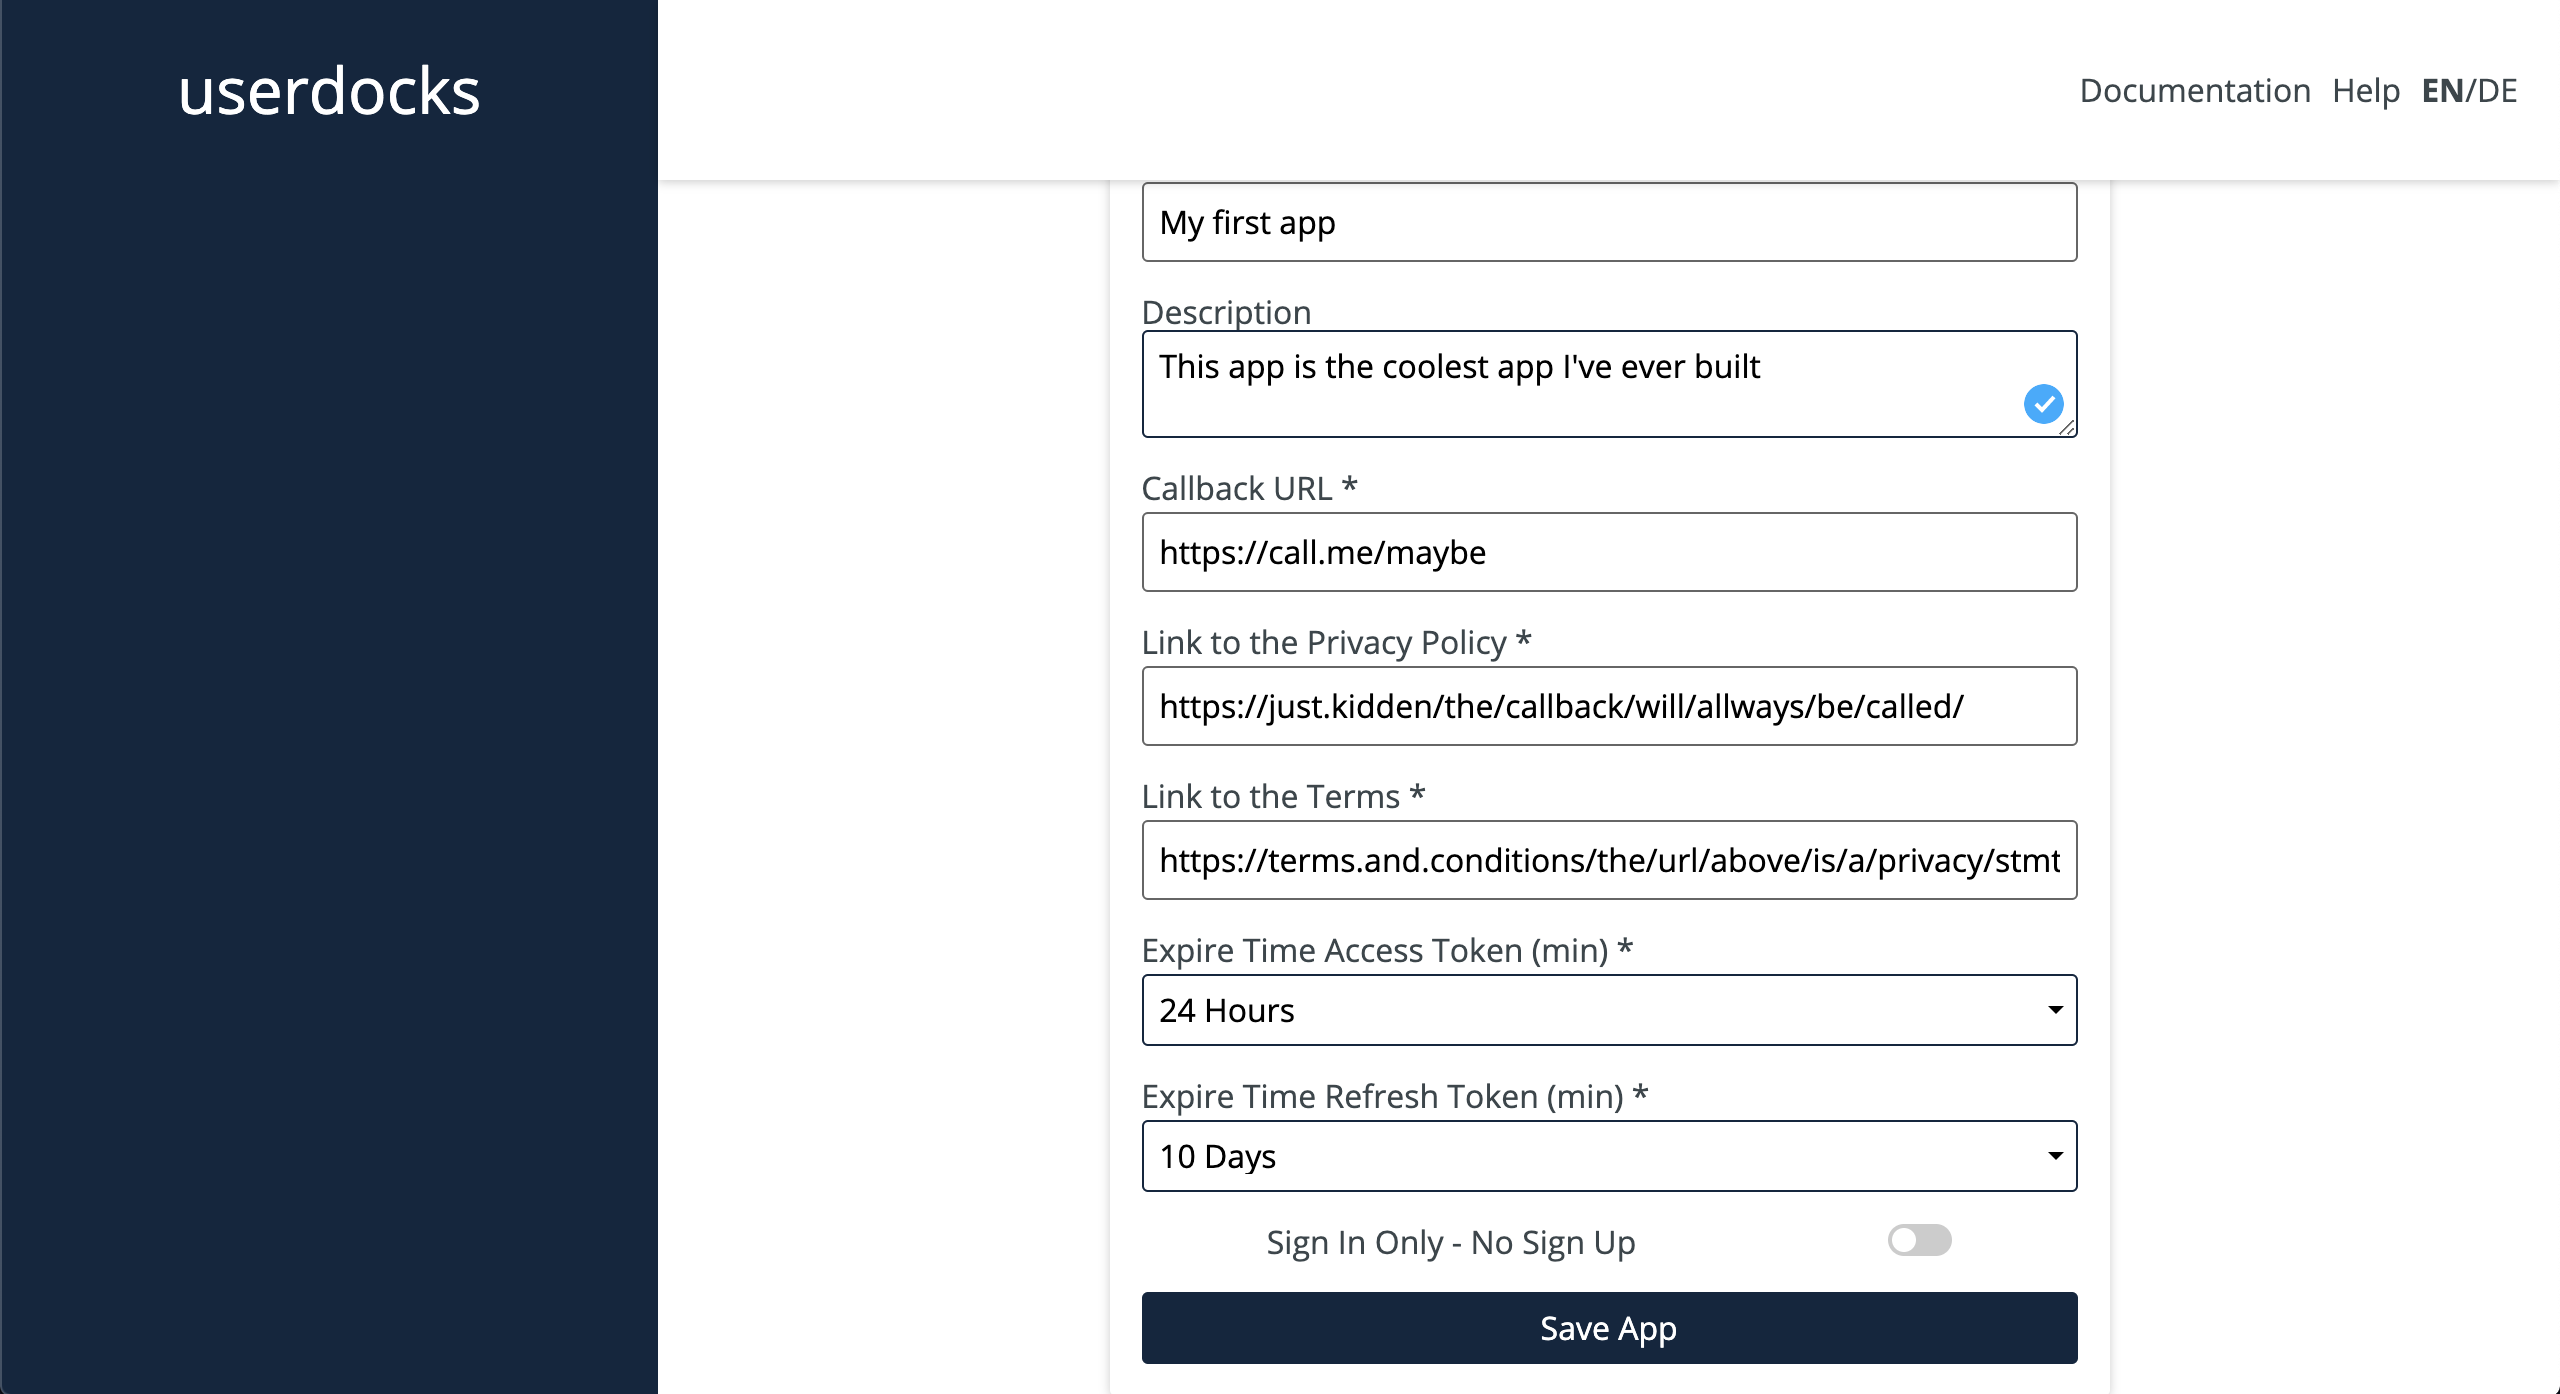 userdocks
Documentation Help EN/DE
My first app
Description
This app is the coolest app I've ever built
Callback URL *
https://call.me/maybe
Link to the Privacy Policy *
https://just.kidden/the/callback/will/allways/be/called/
Link to the Terms *
https://terms.and.conditions/the/url/above/is/a/privacy/stmt
Expire Time Access Token (min) *
24 Hours
Expire Time Refresh Token (min) *
10 Days
Sign In Only - No Sign Up
Save App